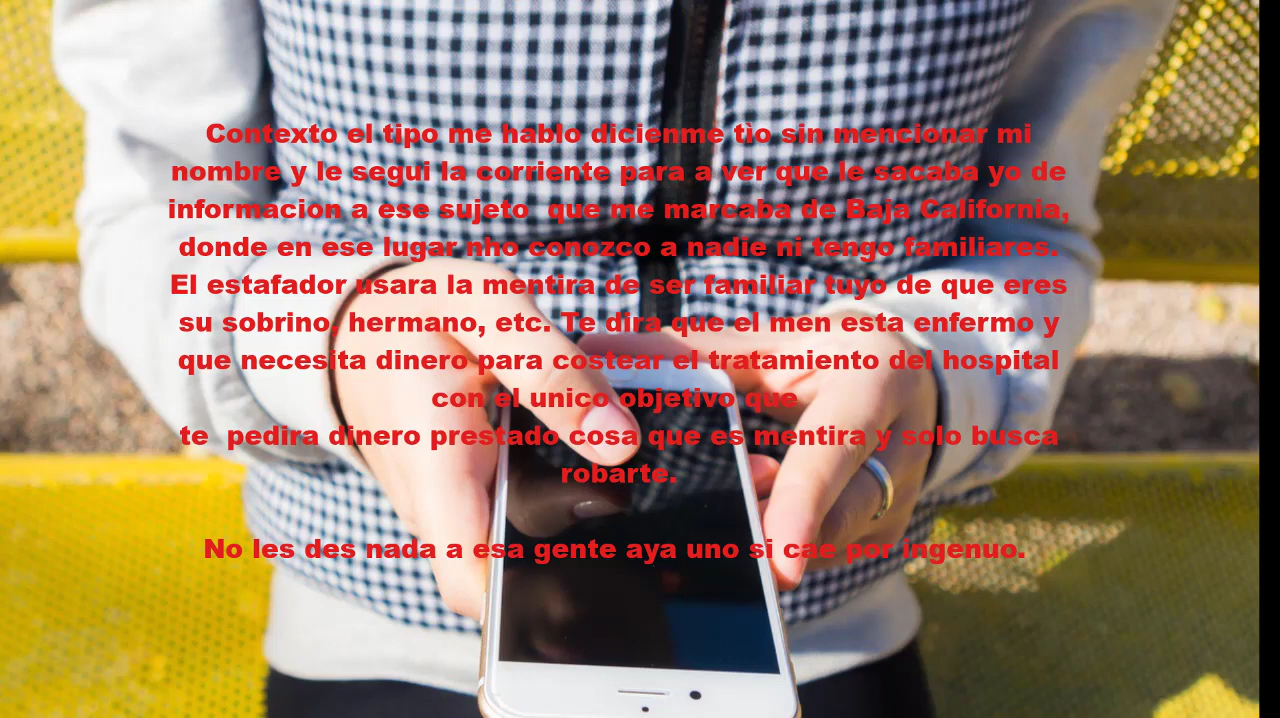 Contexto el tipo me hablo dicienme tìo sin mencionar mi
nombre y le segui la corriente para a ver que le sacaba yo de
informacion a ese sujeto que me marcaba de Baja California,
donde en ese lugar nho conozco a nadie ni tengo familiares.
El estafador usara la mentira de ser familiar tuyo de que eres
su sobrino, hermano, etc. Te dira que el men esta enfermo y
que necesita dinero para costear el tratamiento del hospital
con el unico objetivo que
te pedira dinero prestado cosa que es mentira y solo busca
robarte.
No les des nada a esa gente aya uno si cae por ingenuo.